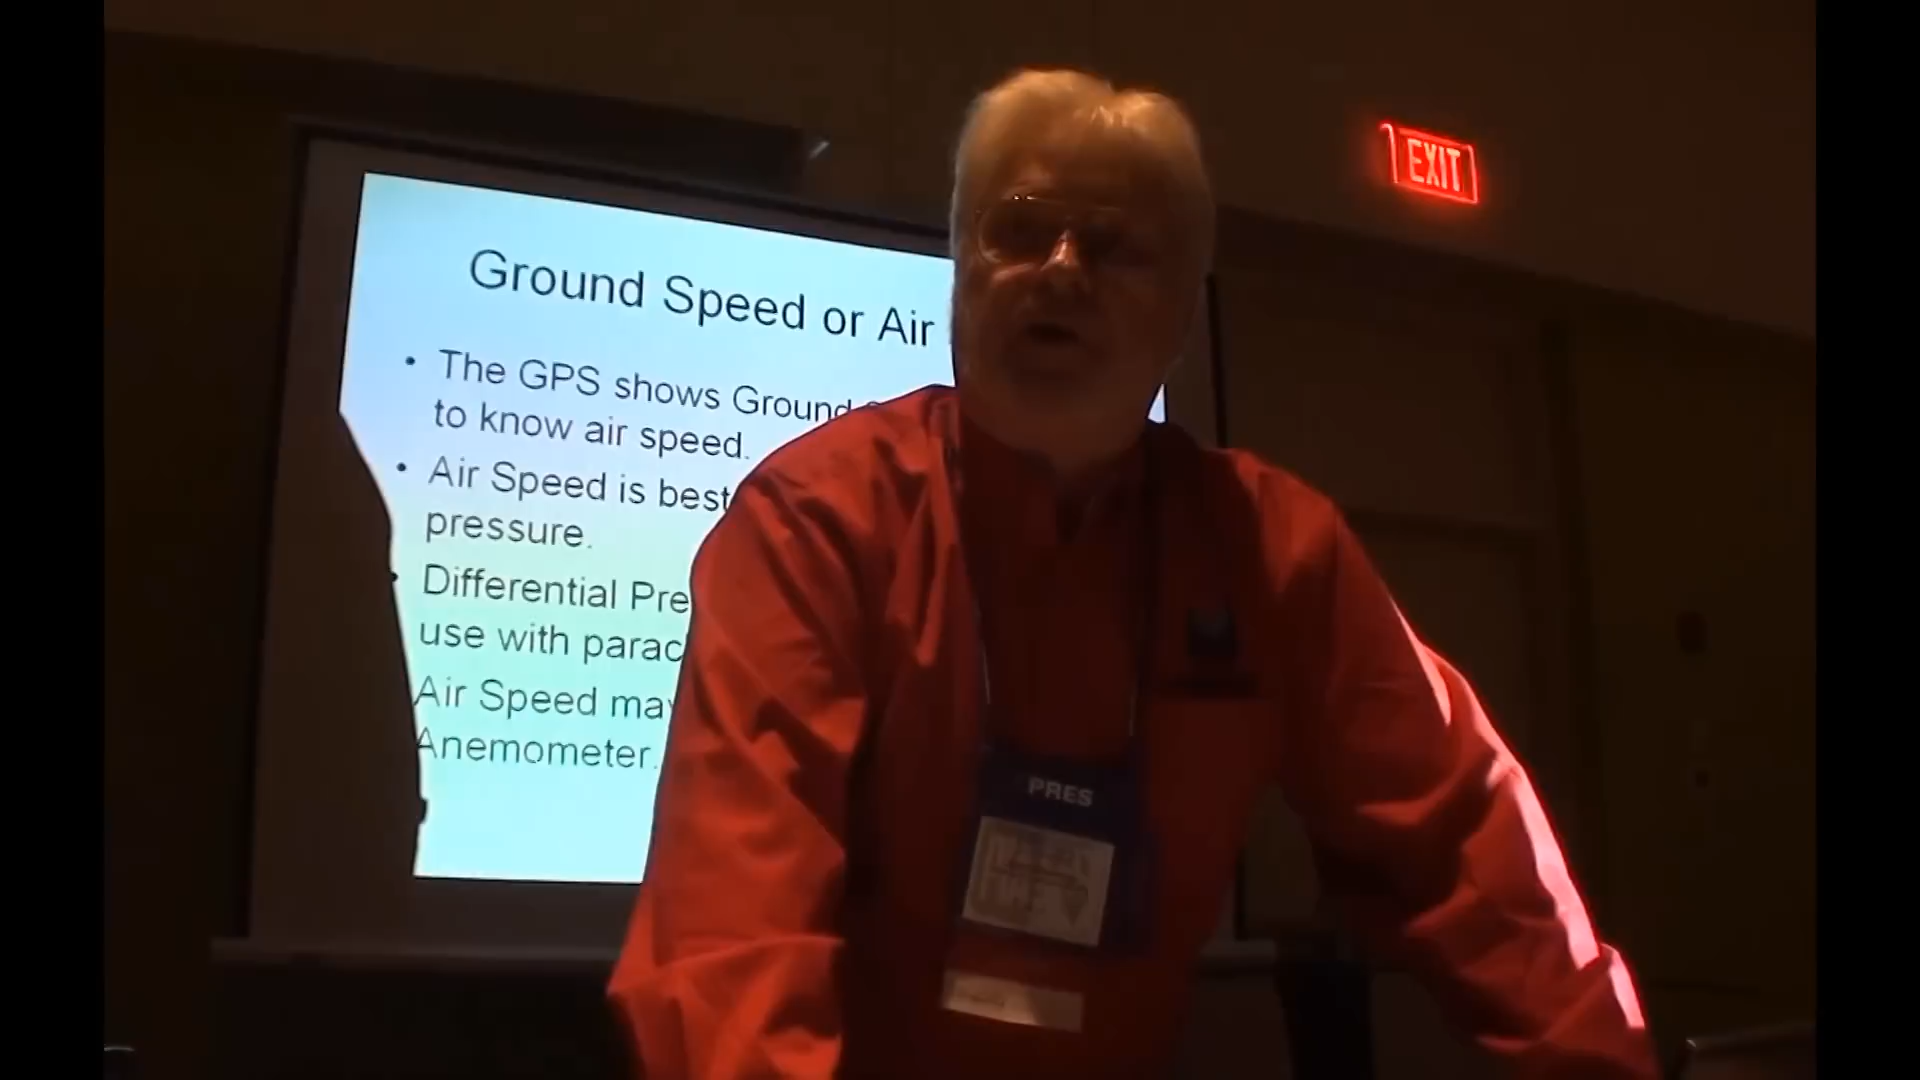 EXIT
Ground Speed or Air
• The GPS shows Ground
to know air speed.
• Air Speed is best
pressure.
Differential Pre
use with parac
Air Speed may
Anemometer.
PRES